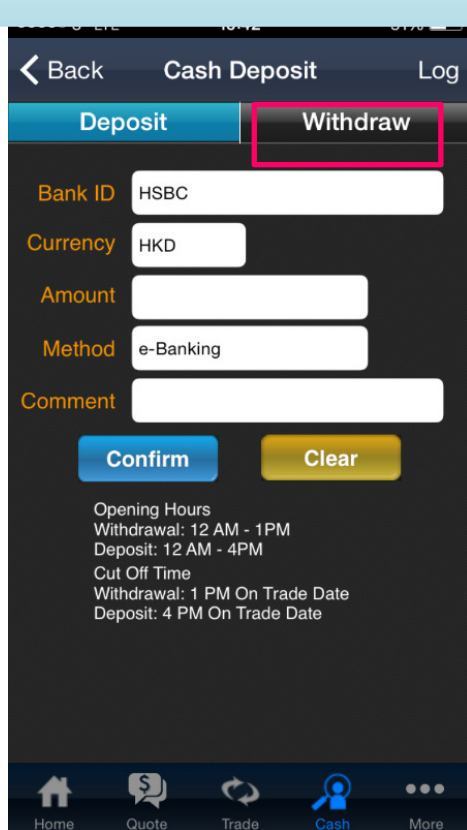 Back Cash Deposit Log
Deposit Withdraw
Bank ID HSBC
Currency HKD
Amount
Method e-Banking
Comment
Confirm Clear
Opening Hours
Withdrawal: 12 AM - 1PM
Deposit: 12 AM - 4PM
Cut Off Time
Withdrawal: 1 PM On Trade Date
Deposit: 4 PM On Trade Date
Home Quote Trade Cash More